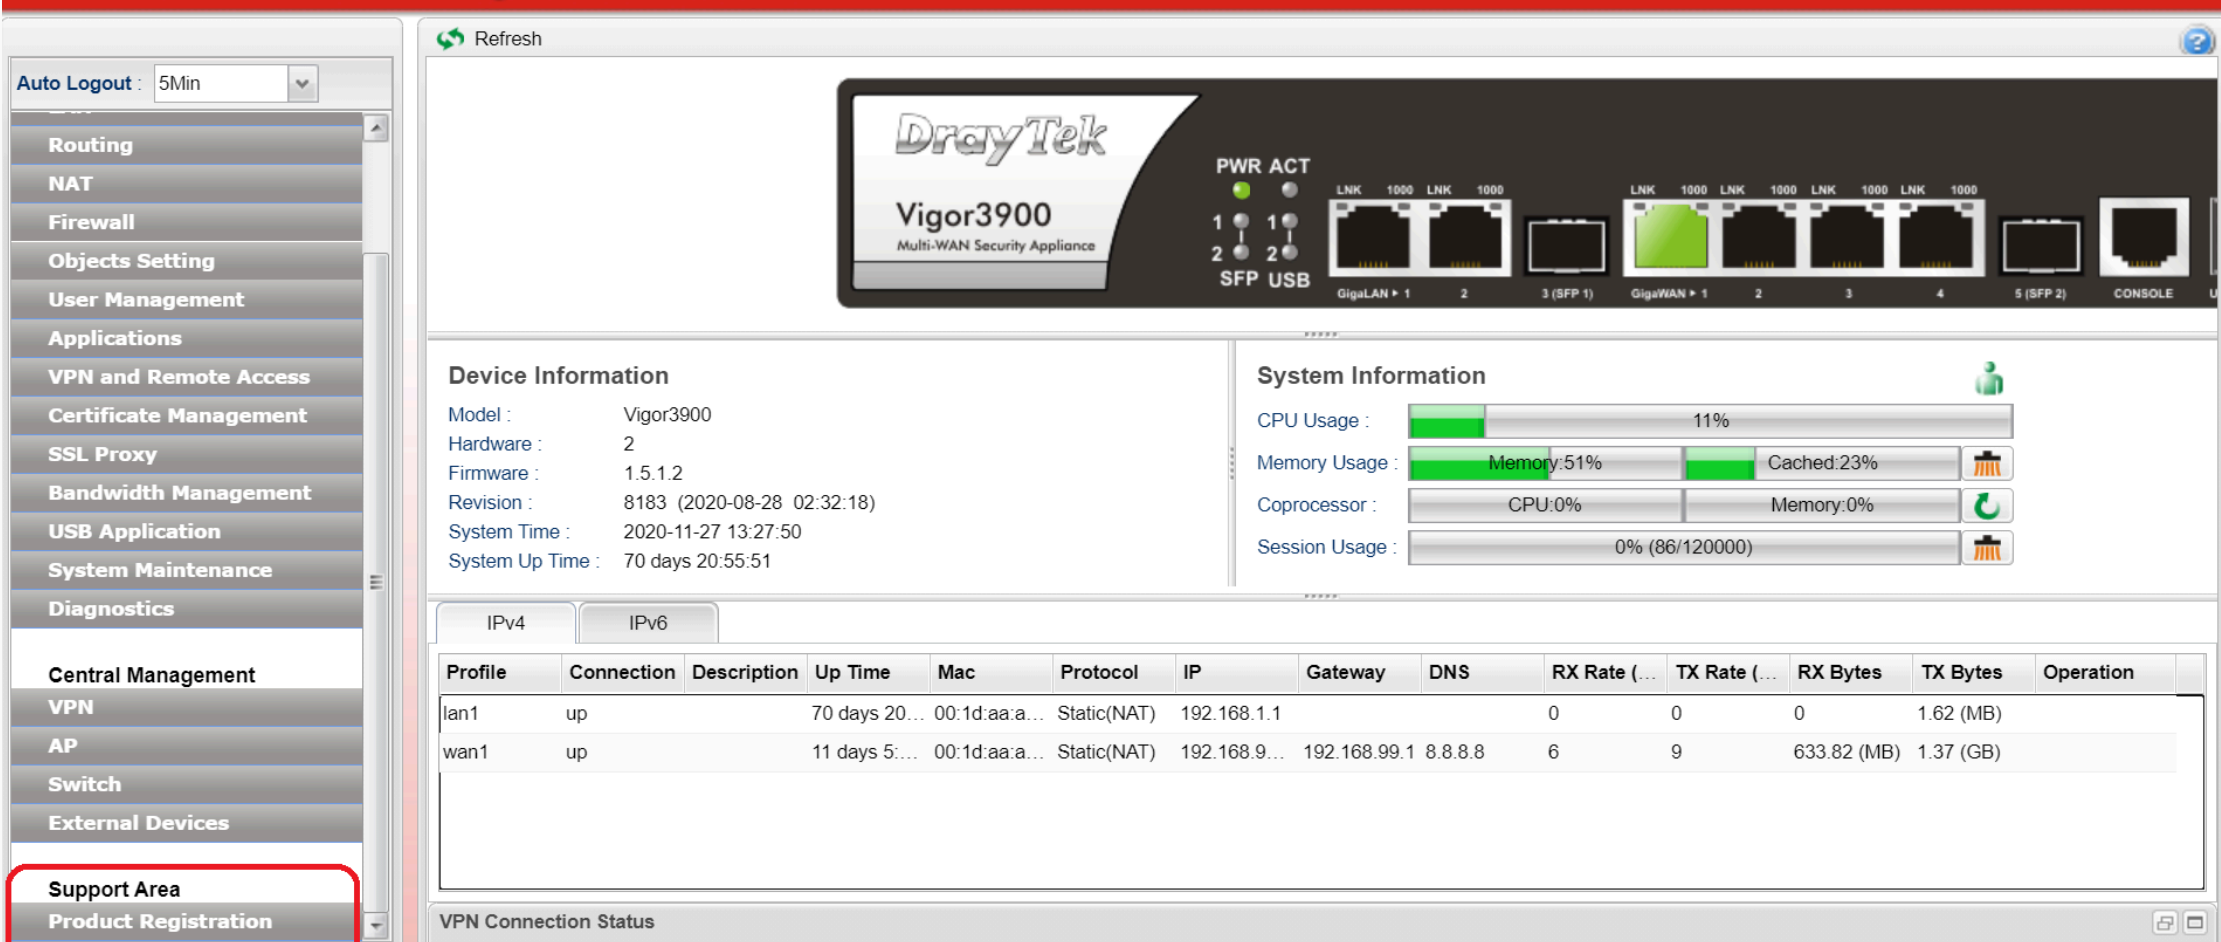 Refresh
Auto Logout : 5Min
Routing
NAT
Firewall
Objects Setting
User Management
Applications
VPN and Remote Access
Certificate Management
SSL Proxy
Bandwidth Management
USB Application
System Maintenance
Diagnostics
Central Management
VPN
AP
Switch
External Devices
Support Area
Product Registration
DrayTek
Vigor3900
Multi-WAN Security Appliance
PWR ACT
1 1
2 2
SFP USB
LNK 1000 LNK 1000 LNK 1000 LNK 1000 LNK 1000 LNK 1000
GigaLAN 1 2 3 (SFP 1) GigaWAN 1 2 3 4 5 (SFP 2) CONSOLE
Device Information
Model : Vigor3900
Hardware : 2
Firmware : 1.5.1.2
Revision : 8183 (2020-08-28 02:32:18)
System Time : 2020-11-27 13:27:50
System Up Time : 70 days 20:55:51
System Information
CPU Usage : 11%
Memory Usage : Memory:51% Cached:23%
Coprocessor : CPU:0% Memory:0%
Session Usage : 0% (86/120000)
IPv4 IPv6
Profile Connection Description Up Time Mac Protocol IP Gateway DNS RX Rate (... TX Rate (... RX Bytes TX Bytes Operation
lan1 up 70 days 20... 00:1d:aa:a... Static(NAT) 192.168.1.1 0 0 0 1.62 (MB)
wan1 up 11 days 5:... 00:1d:aa:a... Static(NAT) 192.168.9... 192.168.99.1 8.8.8.8 6 9 633.82 (MB) 1.37 (GB)
VPN Connection Status